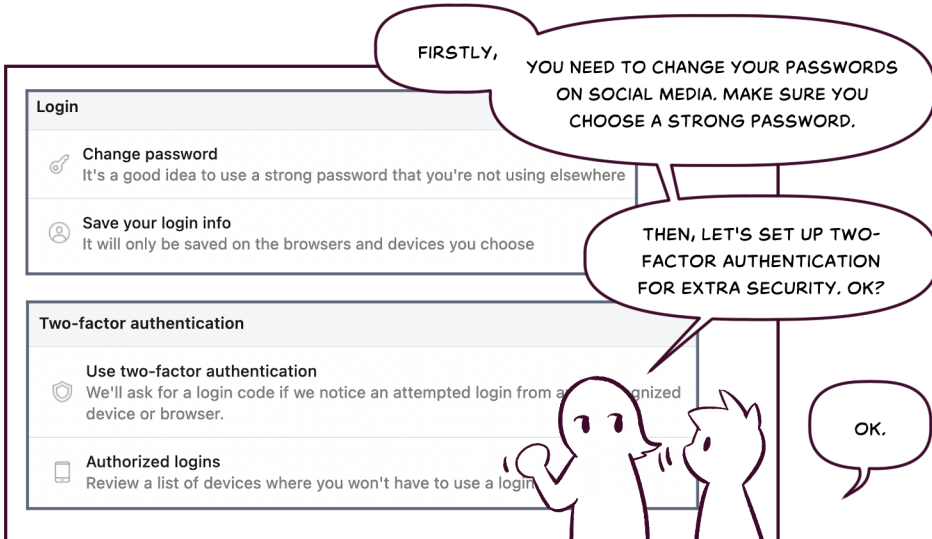 FIRSTLY,
YOU NEED TO CHANGE YOUR PASSWORDS
ON SOCIAL MEDIA. MAKE SURE YOU
CHOOSE A STRONG PASSWORD.
Login
Change password
It's a good idea to use a strong password that you're not using elsewhere
Save your login info
It will only be saved on the browsers and devices you choose
THEN, LET'S SET UP TWO-
FACTOR AUTHENTICATION
FOR EXTRA SECURITY. OK?
Two-factor authentication
Use two-factor authentication
We'll ask for a login code if we notice an attempted login from
device or browser.
Authorized logins
Review a list of devices where you won't have to use a login
OK.